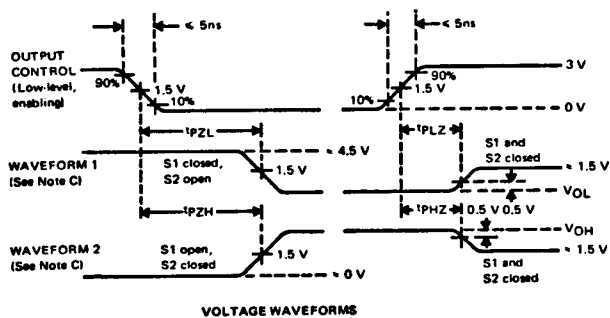 ≤ 5ns
≤ 5ns
OUTPUT
CONTROL
(Low-level,
enabling)
90%
1.5 V
10%
10%
90%
1.5 V
3 V
0 V
tPZL
tPLZ
WAVEFORM 1
(See Note C)
S1 closed,
S2 open
≈ 4.5 V
1.5 V
S1 and
S2 closed
≈ 1.5 V
VOL
0.5 V
tPZH
tPHZ
0.5 V
VOH
WAVEFORM 2
(See Note C)
S1 open,
S2 closed
1.5 V
≈ 0 V
≈ 1.5 V
S1 and
S2 closed
VOLTAGE WAVEFORMS